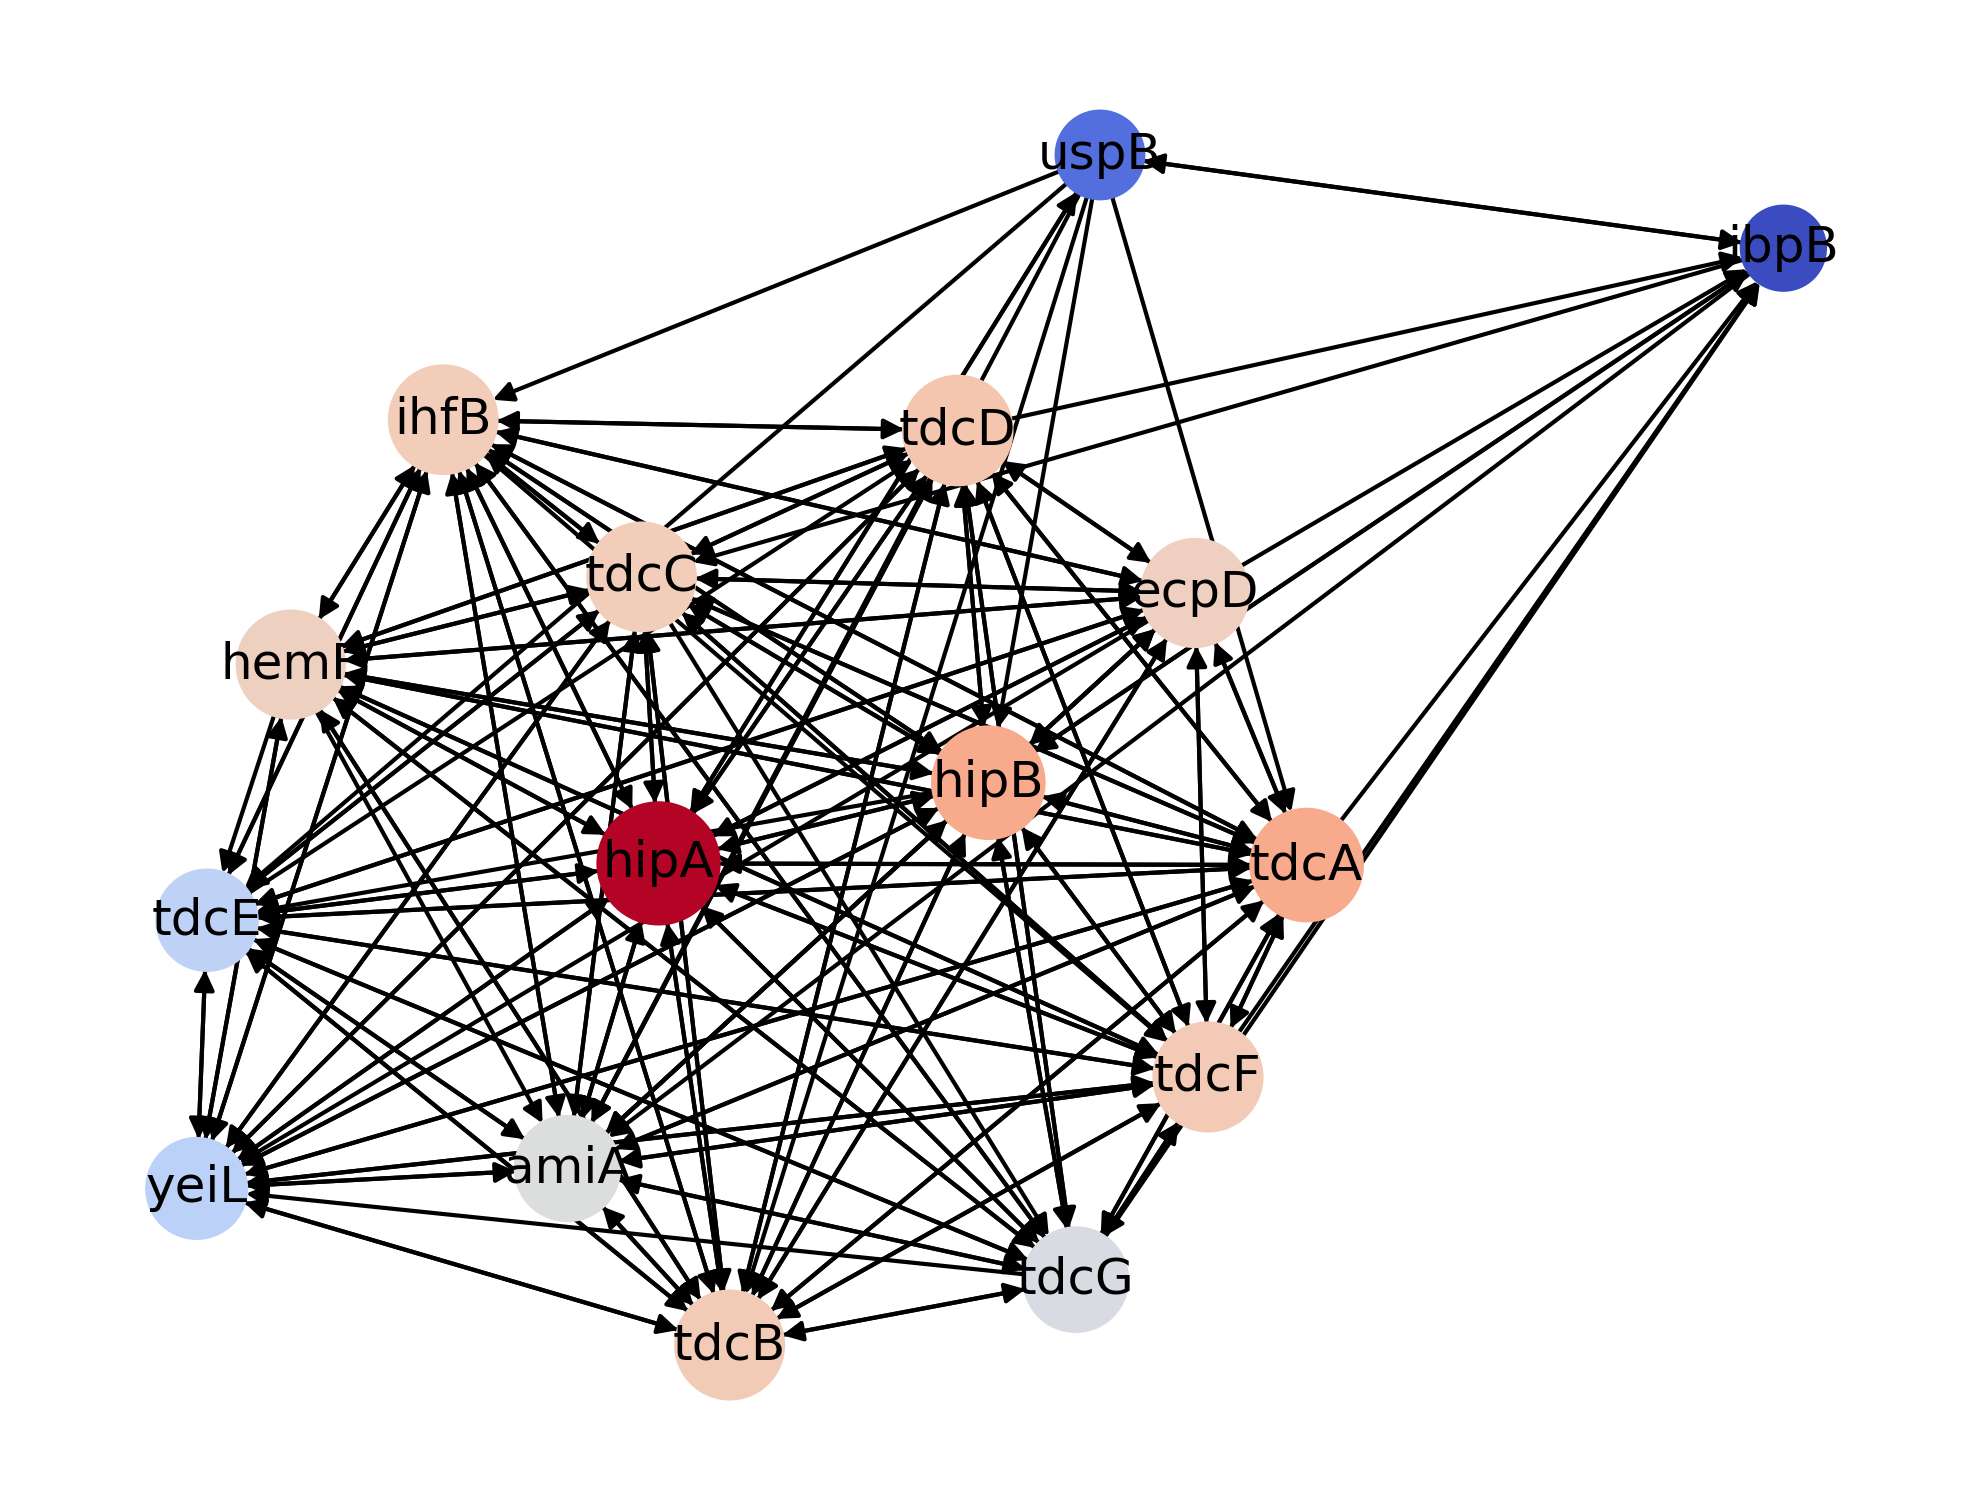 uspB
ibpB
ihfB
tdcD
tdcC
ecpD
hemF
hipB
hipA
tdcA
tdcE
tdcF
amiA
yeiL
tdcG
tdcB